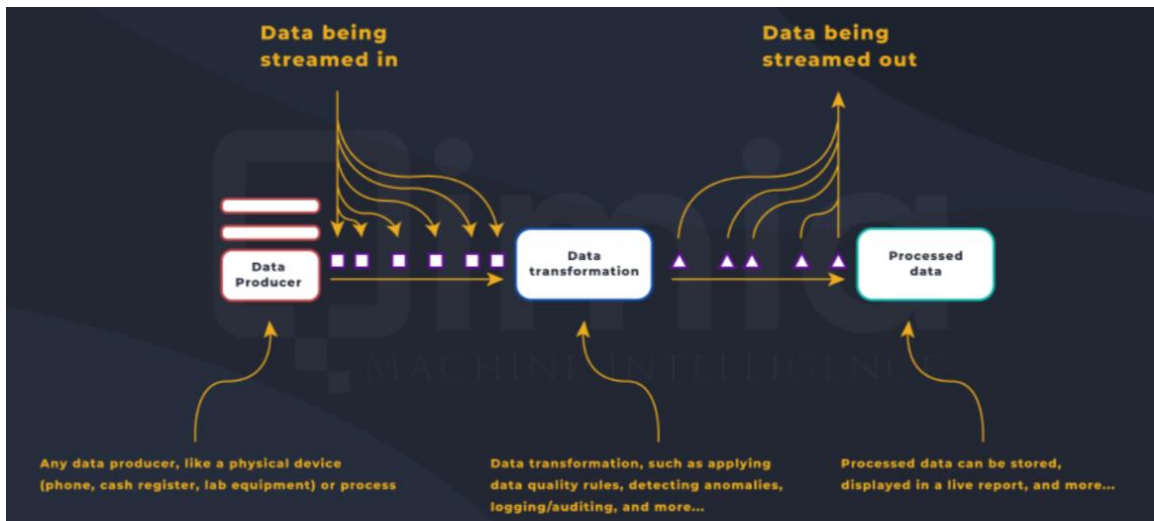 Data being
streamed in
Data being
streamed out
Data
Producer
Data
transformation
Processed
data
Qimia
MACHINE INTELLIGENCE
Any data producer, like a physical device
(phone, cash register, lab equipment) or process
Data transformation, such as applying
data quality rules, detecting anomalies,
logging/auditing, and more...
Processed data can be stored,
displayed in a live report, and more...